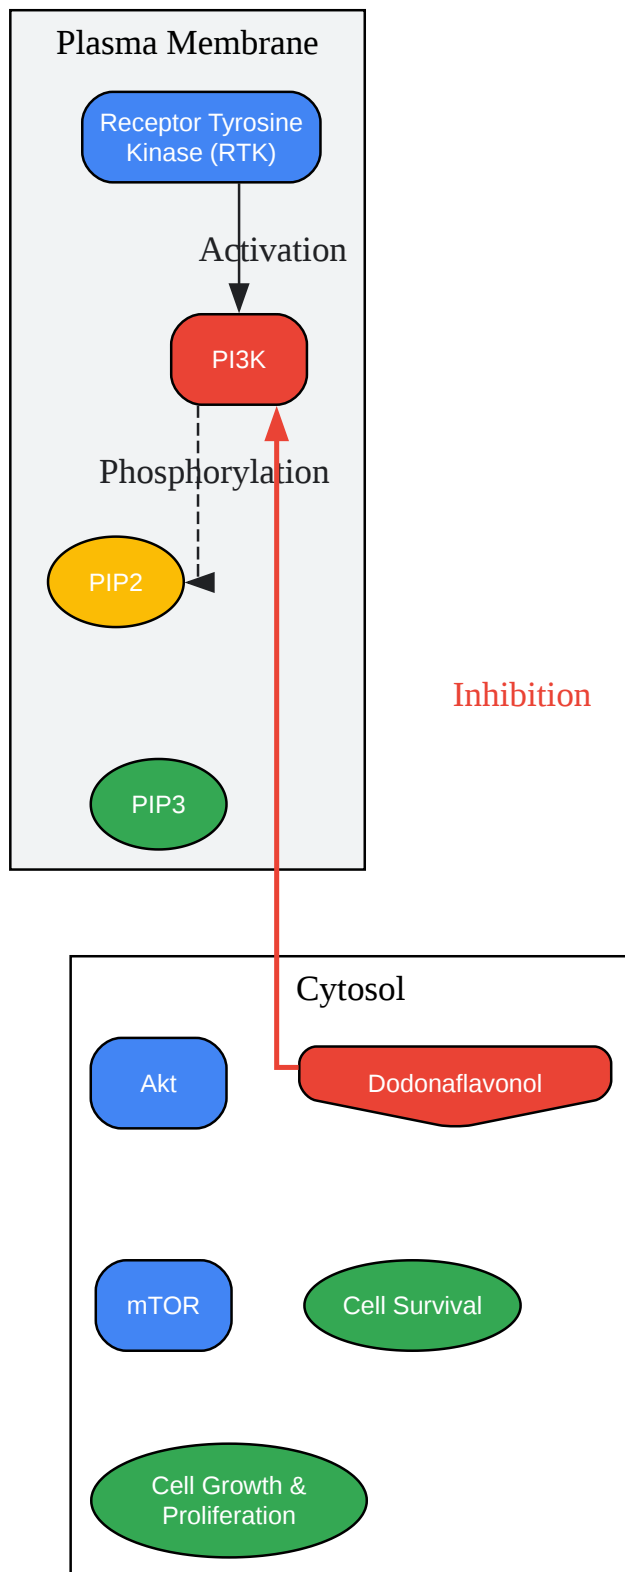 Plasma Membrane
Receptor Tyrosine
Kinase (RTK)
Activation
PI3K
Phosphorylation
PIP2
Inhibition
PIP3
Cytosol
Akt
Dodonaflavonol
mTOR
Cell Survival
Cell Growth &
Proliferation